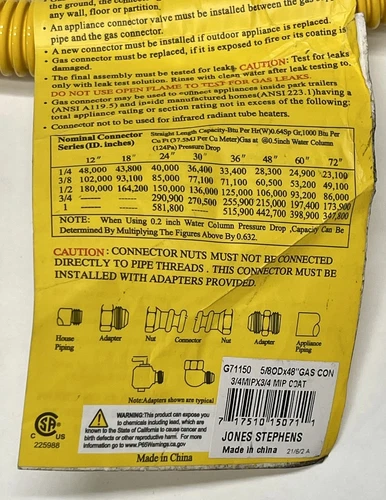 the ground, the
any wall, floor or partition.
• An appliance connector valve must be installed between the gas
pipe and the gas connector.
• A new connector must be installed if outdoor appliance is replaced.
• Gas connector must be replaced, if it is exposed to fire or its coating is
damaged.
• The final assembly must be tested for leaks. CAUTION: Test for leaks
only with leak test solution. Rinse with clean water after leak testing to,
DO NOT USE OPEN FLAME TO TEST FOR GAS LEAKS
• Gas connector may be used to connect appliances inside park trailers
(ANSI A119.5) and inside manufactured homes(ANSI Z223.1)having a
total appliance rating or section rating not in excess of the following:
• Connector not to be used for infrared radiant tube heaters.
Nominal Connector Straight Length Capacity-Btu Per Hr(W)0.64Sp Gr,1000 Btu Per
Series (ID. inches) Cu.Ft (37.5MJ Per Cu Meter)Gas at @0.5inch Water Column
(124Pa) Pressure Drop
12" 18" 24" 30" 36" 48" 60" 72"
1/4 48,000 43,800 40,000 36,400 33,400 28,300 24,900 23,100
3/8 102,000 93,100 85,000 77,100 71,100 60,500 53,200 49,100
1/2 180,000 164,200 150,000 136,000 125,000 106,000 93,200 86,000
3/4 290,900 270,500 255,900 215,000 197,400 173,900
1 581,800 515,900 442,700 398,900 347,800
NOTE: When Using 0.2 inch Water Column Pressure Drop ,Capacity Can Be
Determined By Multiplying The Figures Above By 0.632.
CAUTION: CONNECTOR NUTS MUST NOT BE CONNECTED
DIRECTLY TO PIPE THREADS . THIS CONNECTOR MUST BE
INSTALLED WITH ADAPTERS PROVIDED.
House Piping Adapter Nut Connector Nut Adapter Appliance Piping
Note:Adapters shown are typical
G71150 5/8ODx48"GAS CON
3/4MIPX3/4 MIP COAT
7 17510 15071 1
JONES STEPHENS
Made in china 21/6/2 A
SA
C US
225988
WARNING:This product can expose you
to chemicals including lead, which are
known to the State of California to cause cancer and
birth defects or other reproductive harm. For more
information go to www.P65Warnings.ca.gov
Made in China